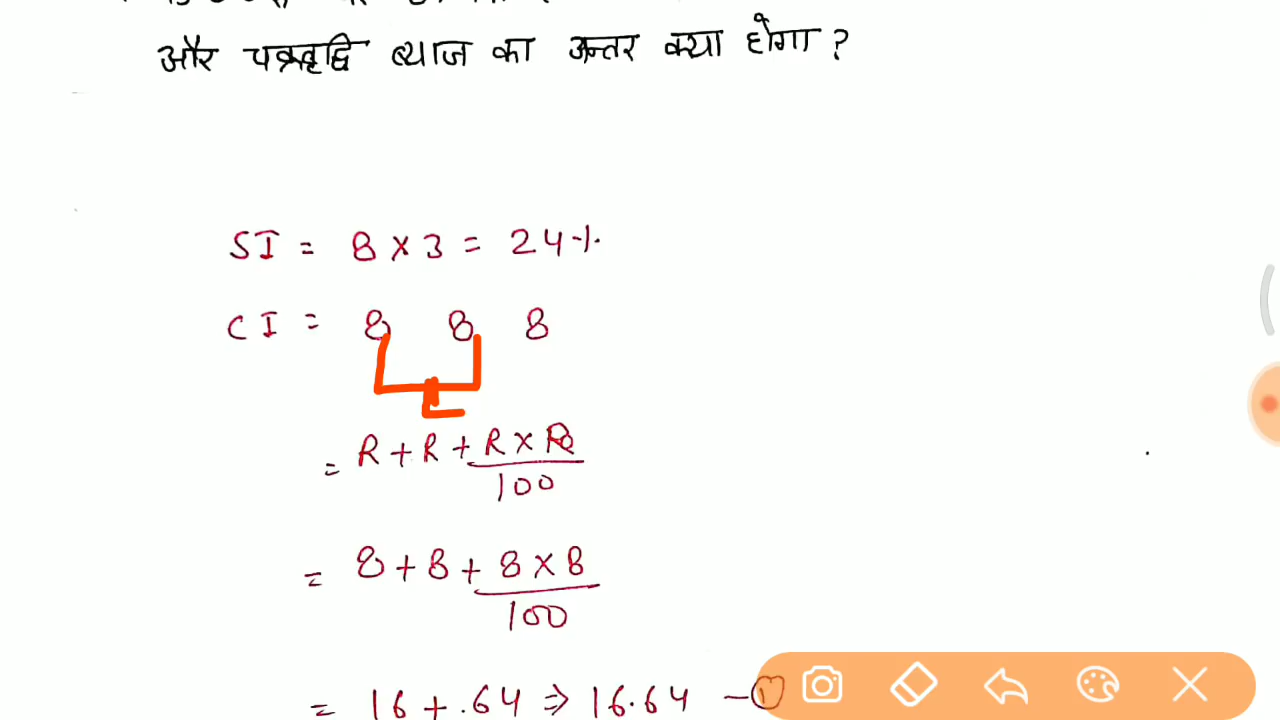 और चक्रवृद्धि ब्याज का अन्तर क्या होगा ?
SI = 8 × 3 = 24%
CI = 8 8 8
= R + R + R × R
100
= 8 + 8 + 8 × 8
100
= 16 + .64 ⇒ 16.64 — ①